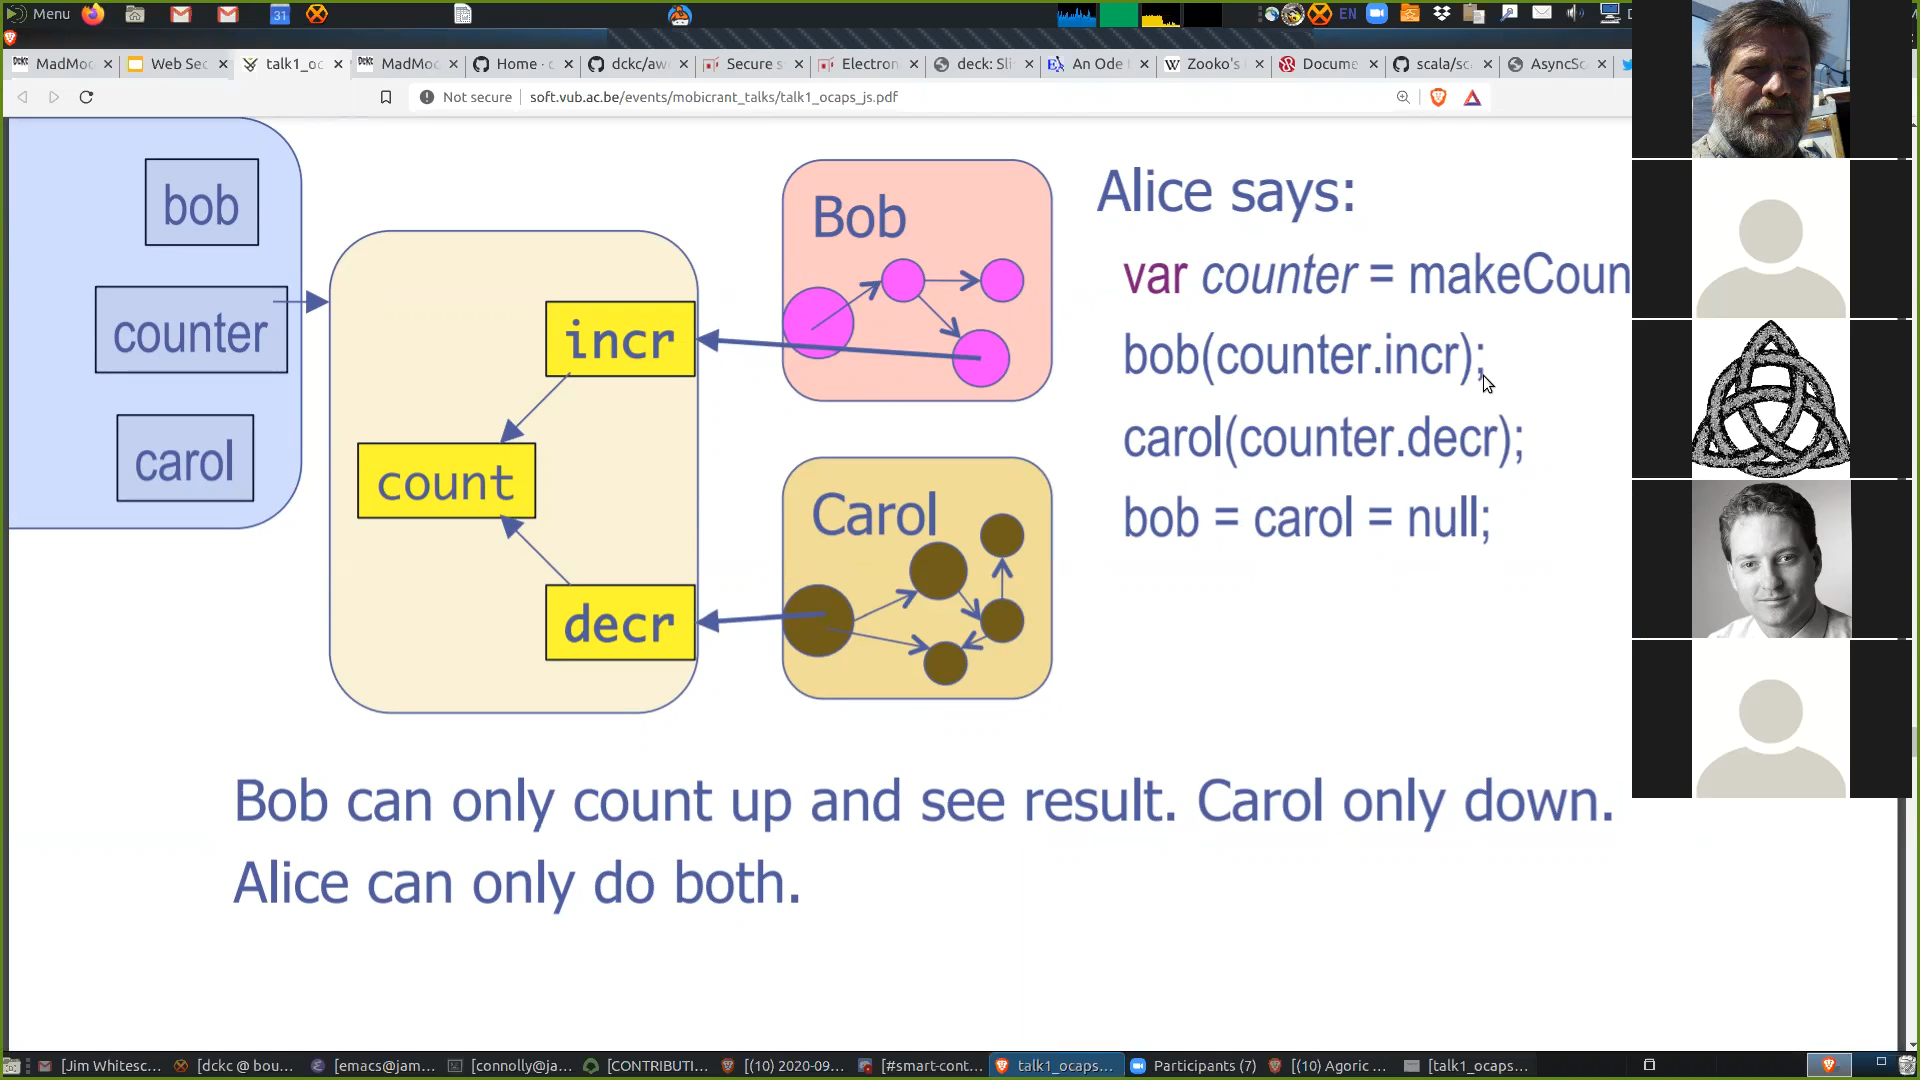 Menu
31
EN
MadMoc
Web Sec
talk1_oc
MadMoc
Home - c
dckc/aw
Secure s
Electron
deck: Sli
An Ode
Zooko's
Docume
scala/sc
AsyncSc
Not secure soft.vub.ac.be/events/mobicrant_talks/talk1_ocaps_js.pdf
bob
counter
carol
incr
count
decr
Bob
Carol
Alice says:
var counter = makeCoun
bob(counter.incr);
carol(counter.decr);
bob = carol = null;
Bob can only count up and see result. Carol only down.
Alice can only do both.
[Jim Whitesc...
[dckc @ bou...
[emacs@jam...
[connolly@ja...
[CONTRIBUTI...
[(10) 2020-09...
[#smart-cont...
talk1_ocaps...
Participants (7)
[(10) Agoric ...
[talk1_ocaps...